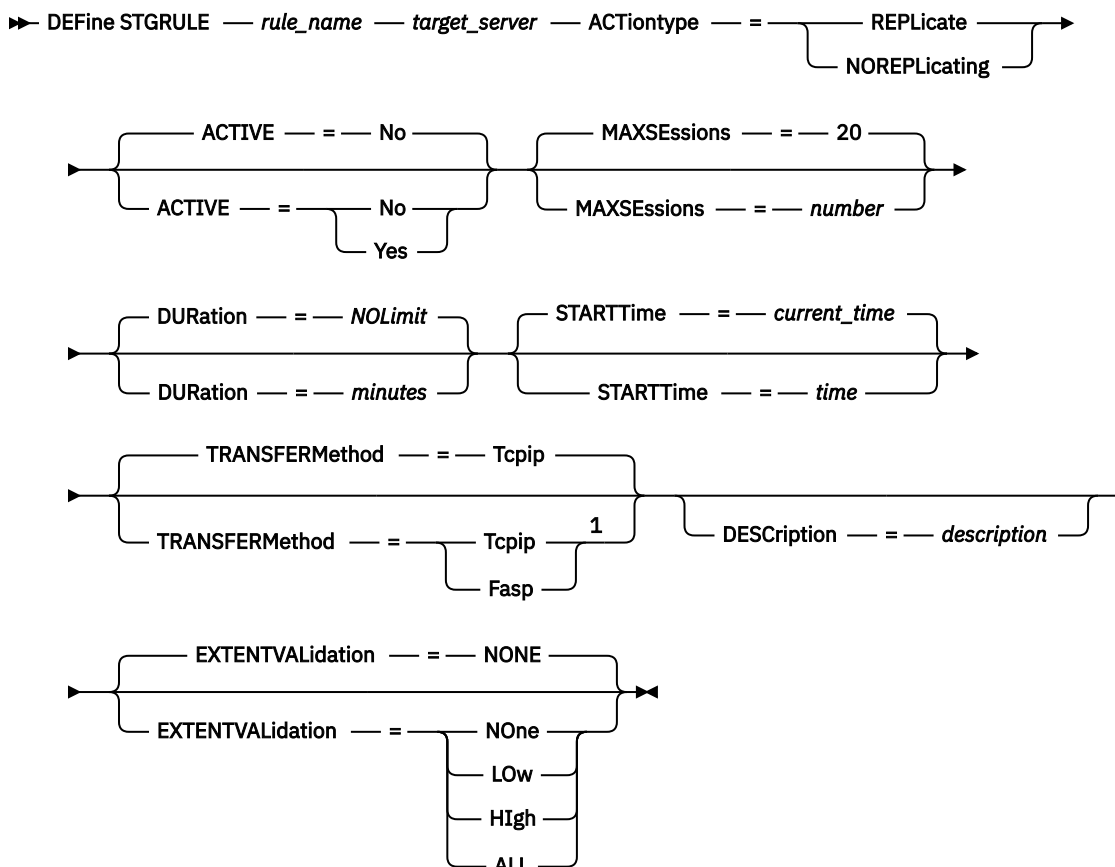 DEFine STGRULE rule_name target_server ACTiontype = REPLicate
NOREPLicating
ACTIVE = No MAXSEssions = 20
ACTIVE = No MAXSEssions = number
Yes
DURation = NOLimit STARTTime = current_time
DURation = minutes STARTTime = time
TRANSFERMethod = Tcpip
TRANSFERMethod = Tcpip 1 DESCription = description
Fasp
EXTENTVALidation = NONE
EXTENTVALidation = NOne
LOw
HIgh
ALL